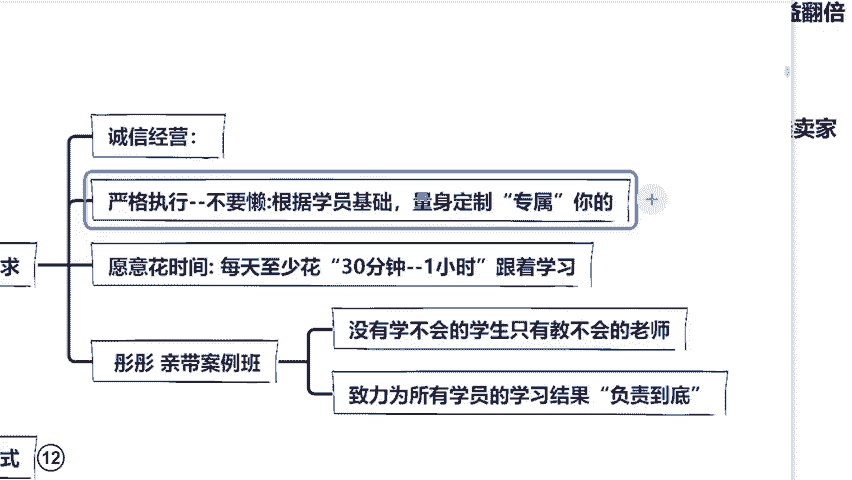 益翻倍
卖家
诚信经营：
严格执行--不要懒:根据学员基础，量身定制“专属”你的
求
愿意花时间: 每天至少花“30分钟--1小时”跟着学习
没有学不会的学生只有教不会的老师
彤彤 亲带案例班
致力为所有学员的学习结果“负责到底”
式 12